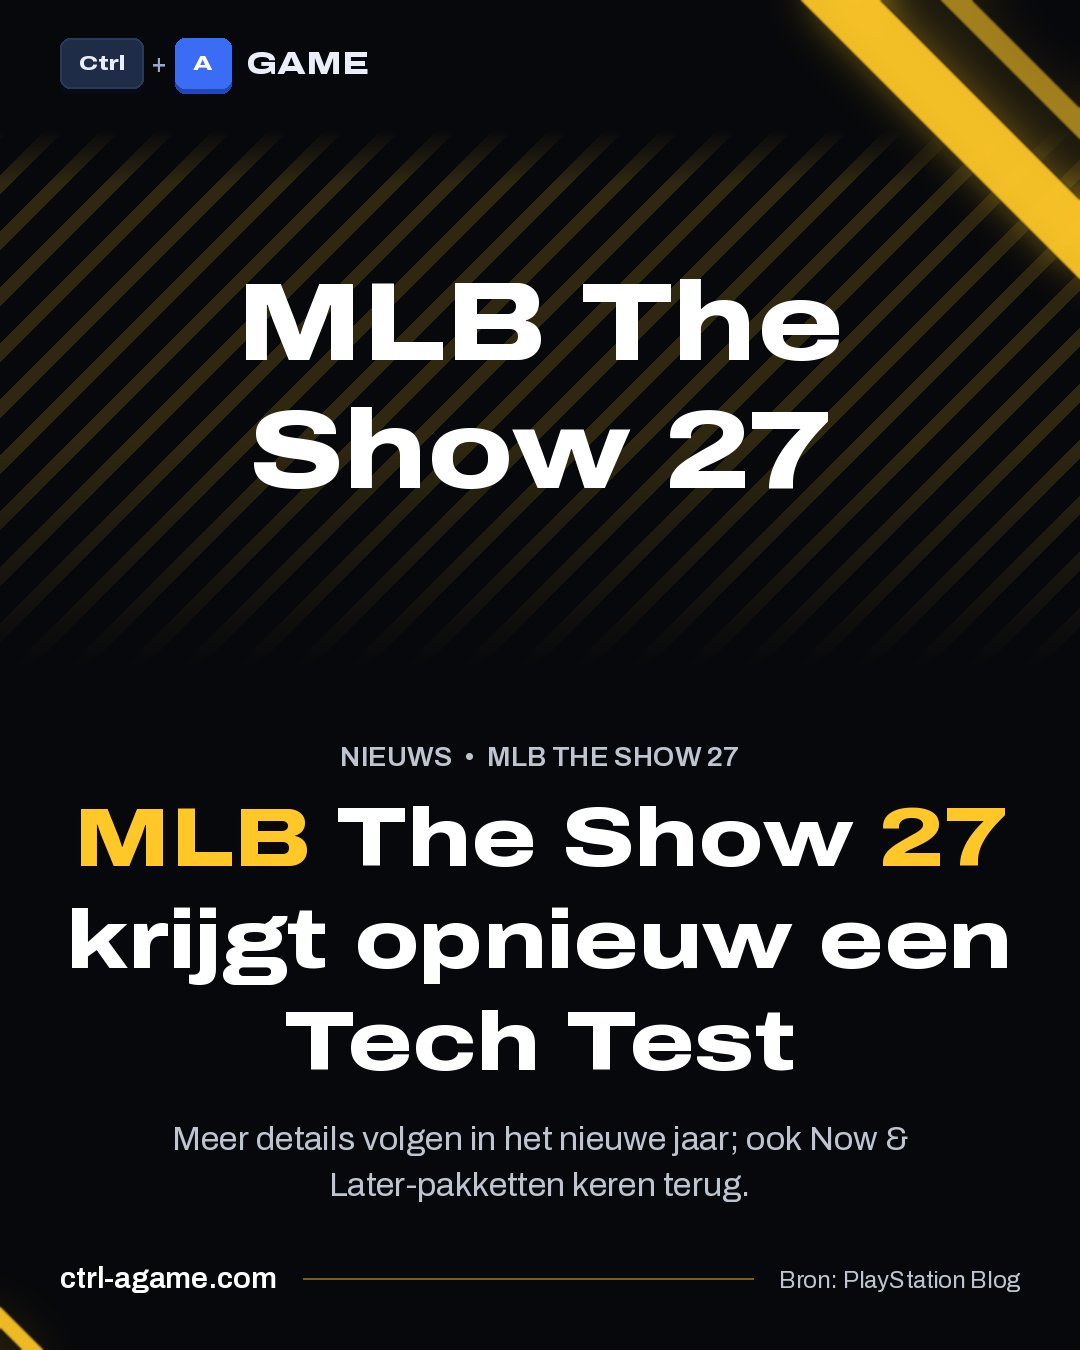 Ctrl + A GAME
MLB The
Show 27
NIEUWS • MLB THE SHOW 27
MLB The Show 27
krijgt opnieuw een
Tech Test
Meer details volgen in het nieuwe jaar; ook Now &
Later-pakketten keren terug.
ctrl-agame.com
Bron: PlayStation Blog